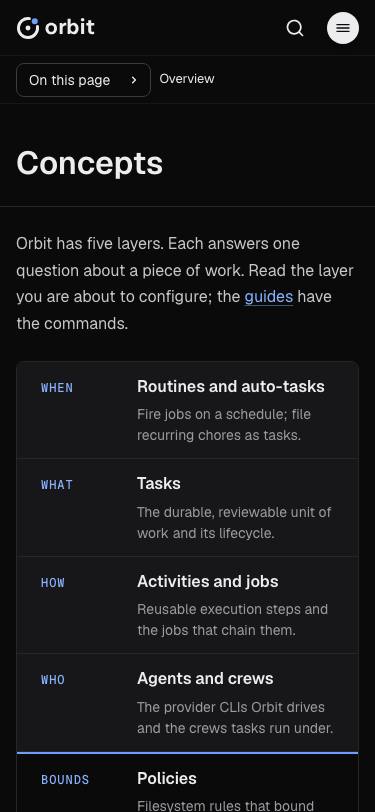 orbit
On this page
Overview
Concepts
Orbit has five layers. Each answers one
question about a piece of work. Read the layer
you are about to configure; the guides have
the commands.
WHEN
Routines and auto-tasks
Fire jobs on a schedule; file
recurring chores as tasks.
WHAT
Tasks
The durable, reviewable unit of
work and its lifecycle.
HOW
Activities and jobs
Reusable execution steps and
the jobs that chain them.
WHO
Agents and crews
The provider CLIs Orbit drives
and the crews tasks run under.
BOUNDS
Policies
Filesystem rules that bound